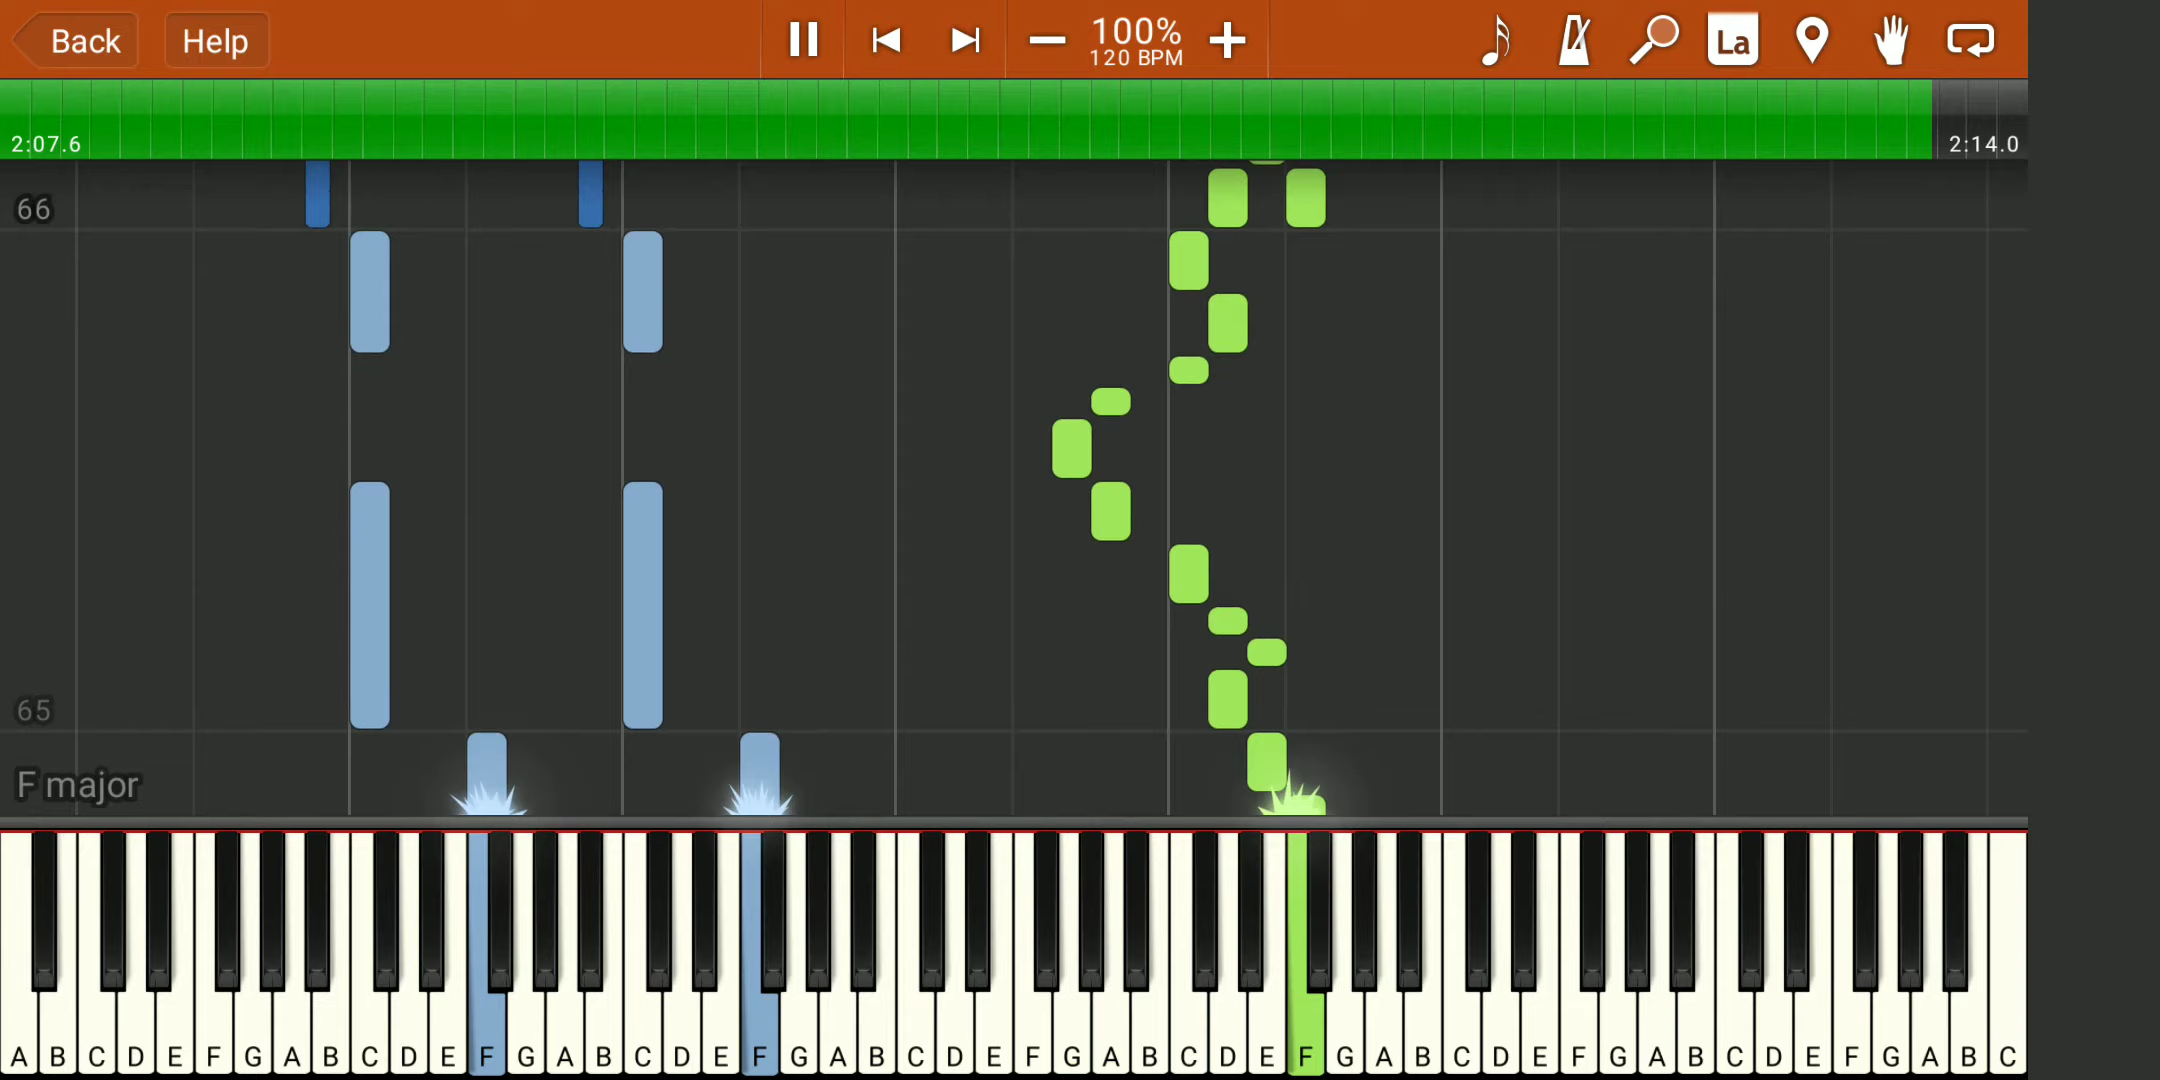 Back Help 100% La
120 BPM
2:07.6 2:14.0
66
65
F major
A B C D E F G A B C D E F G A B C D E F G A B C D E F G A B C D E F G A B C D E F G A B C D E F G A B C